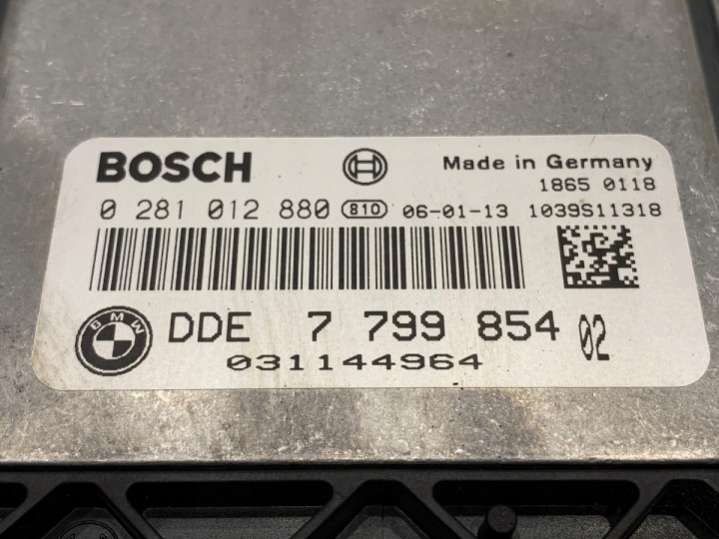 BOSCH Made in Germany
1865 0118
0 281 012 880 810 06-01-13 1039S11318
BMW DDE 7 799 854 02
031144964